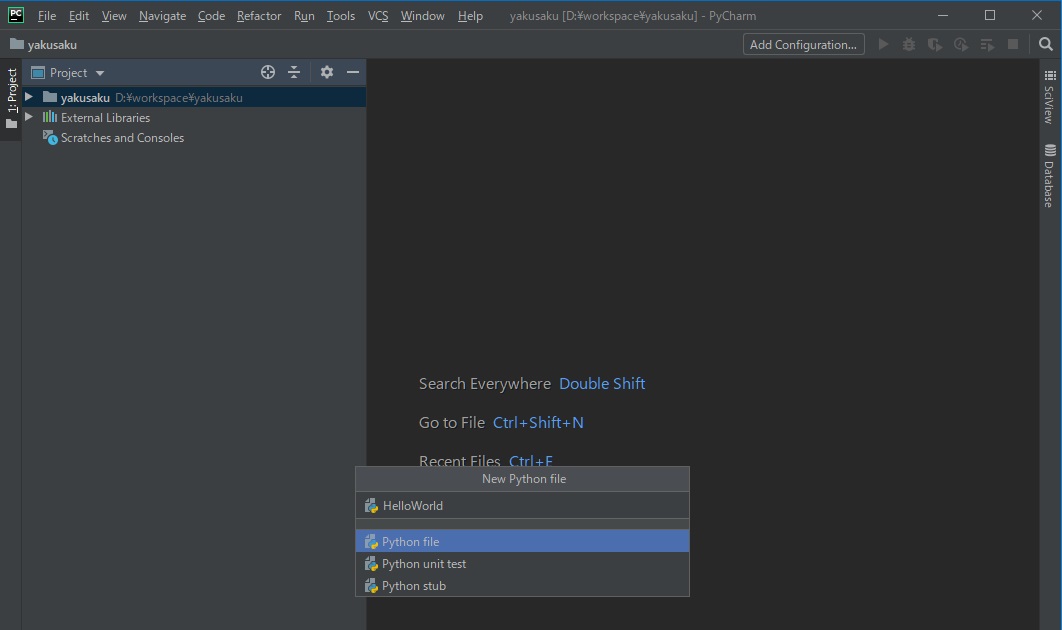 PC File Edit View Navigate Code Refactor Run Tools VCS Window Help yakusaku [D:¥workspace¥yakusaku] - PyCharm
yakusaku Add Configuration...
1: Project
Project
yakusaku D:¥workspace¥yakusaku
External Libraries
Scratches and Consoles
SciView
Database
Search Everywhere Double Shift
Go to File Ctrl+Shift+N
Recent Files Ctrl+E
New Python file
HelloWorld
Python file
Python unit test
Python stub